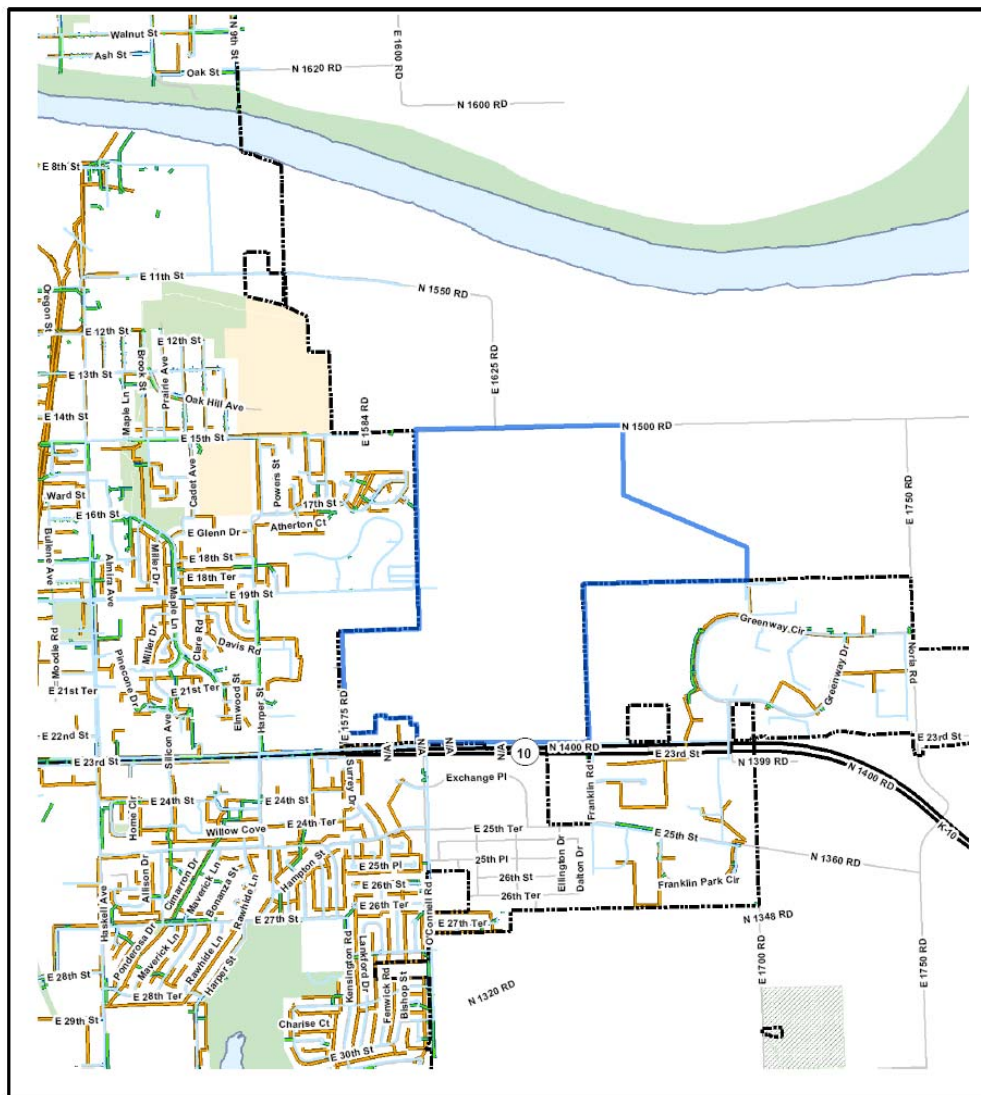 Walnut St
N 9th St
E 1600 RD
Ash St
Oak St
N 1620 RD
N 1600 RD
E 8th St
E 11th St
N 1550 RD
Oregon St
E 12th St
E 12th St
E 1625 RD
Brook St
Prairie Ave
Maple Ln
E 13th St
Oak Hill Ave
E 14th St
E 1584 RD
N 1500 RD
E 15th St
Cadet Ave
Powers St
Ward St
17th St
E 1750 RD
E 16th St
Atherton Ct
E Glenn Dr
Bullene Ave
Almira Ave
Miller Dr
E 18th St
E 18th Ter
E 19th St
Maple Ln
Greenway Cir
Miller Dr
Clare Rd
Davis Rd
Moodie Rd
Pinecone Dr
Greenway Dr
Noria Rd
E 21st Ter
E 21st Ter
Elmwood St
Harper St
E 1575 RD
E 22nd St
Silicon Ave
N/A
N/A
N/A
N/A
10
N 1400 RD
E 23rd St
E 23rd St
E 23rd St
N 1399 RD
N 1400 RD
K-10
Surrey Dr
Exchange Pl
Franklin Rd
E 24th St
E 24th St
Home Cir
Willow Cove
E 24th Ter
E 25th Ter
E 25th St
N 1360 RD
Allison Dr
Cimarron Dr
Maverick Ln
Bonanza St
Rawhide Ln
Hampton St
E 25th Pl
25th Pl
Ellington Dr
Dalton Dr
E 26th St
26th St
Franklin Park Cir
E 26th Ter
26th Ter
Haskell Ave
E 27th St
O'Connell Rd
E 27th Ter
N 1348 RD
Ponderosa Dr
Maverick Ln
Rawhide Ln
Harper St
Kensington Rd
Lankford Dr
Fenwick Rd
Bishop St
E 28th St
E 28th Ter
N 1320 RD
E 1700 RD
E 1750 RD
E 29th St
Charise Ct
E 30th St